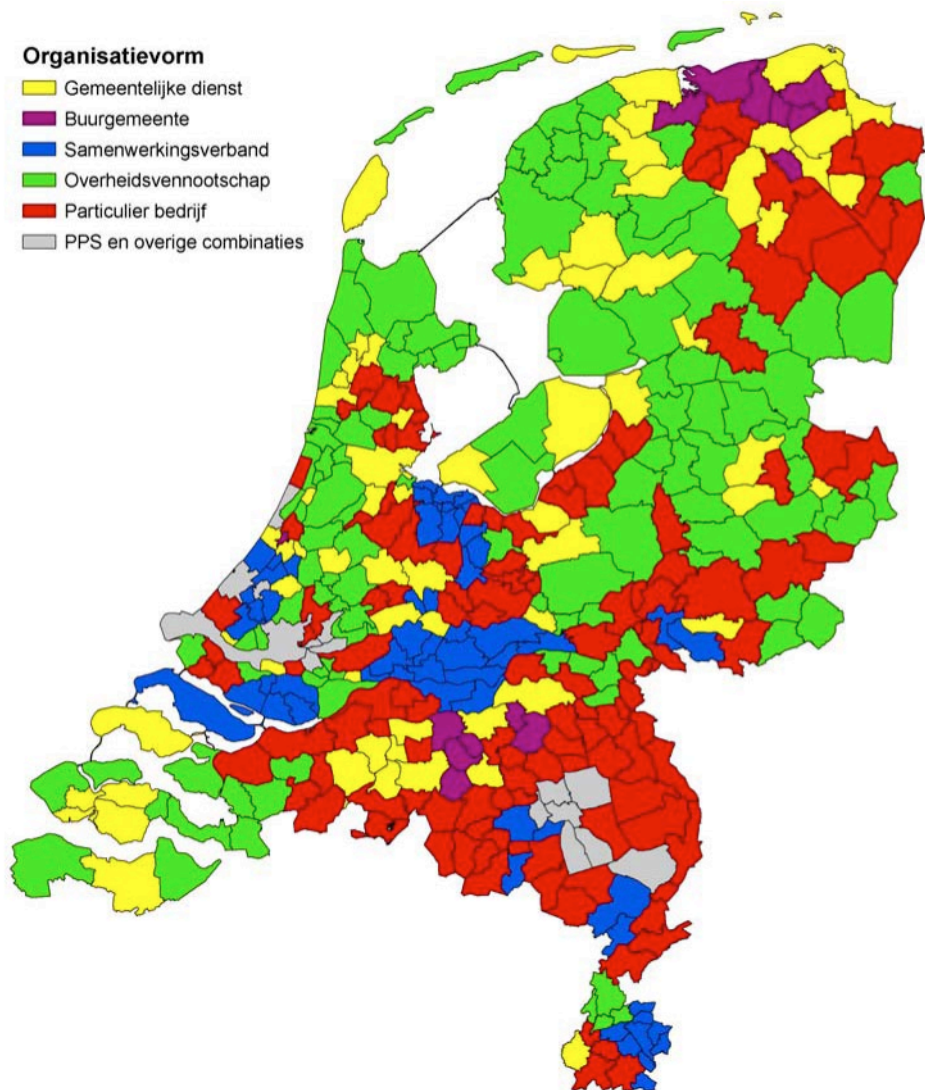 Organisatievorm
Gemeentelijke dienst
Buurgemeente
Samenwerkingsverband
Overheidsvennootschap
Particulier bedrijf
PPS en overige combinaties